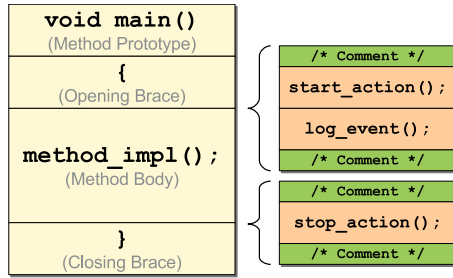 void main()
(Method Prototype)
{
(Opening Brace)
method_impl();
(Method Body)
}
(Closing Brace)
/* Comment */
start_action();
log_event();
/* Comment */
/* Comment */
stop_action();
/* Comment */